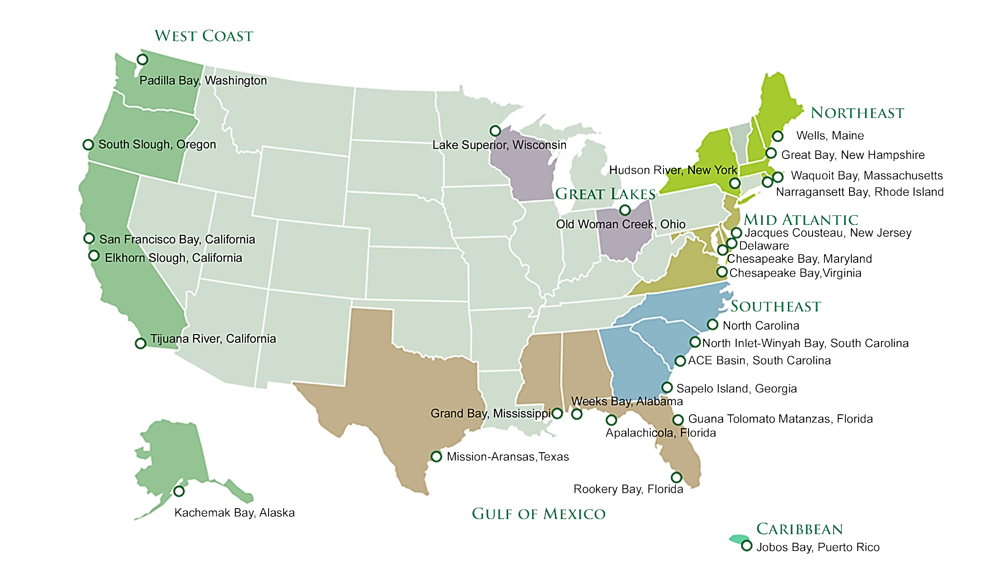 WEST COAST
Padilla Bay, Washington
South Slough, Oregon
San Francisco Bay, California
Elkhorn Slough, California
Tijuana River, California
Kachemak Bay, Alaska
Lake Superior, Wisconsin
GREAT LAKES
Old Woman Creek, Ohio
NORTHEAST
Wells, Maine
Great Bay, New Hampshire
Hudson River, New York
Waquoit Bay, Massachusetts
Narragansett Bay, Rhode Island
MID ATLANTIC
Jacques Cousteau, New Jersey
Delaware
Chesapeake Bay, Maryland
Chesapeake Bay,Virginia
SOUTHEAST
North Carolina
North Inlet-Winyah Bay, South Carolina
ACE Basin, South Carolina
Sapelo Island, Georgia
Weeks Bay, Alabama
Grand Bay, Mississippi
Guana Tolomato Matanzas, Florida
Apalachicola, Florida
Mission-Aransas,Texas
Rookery Bay, Florida
GULF OF MEXICO
CARIBBEAN
Jobos Bay, Puerto Rico